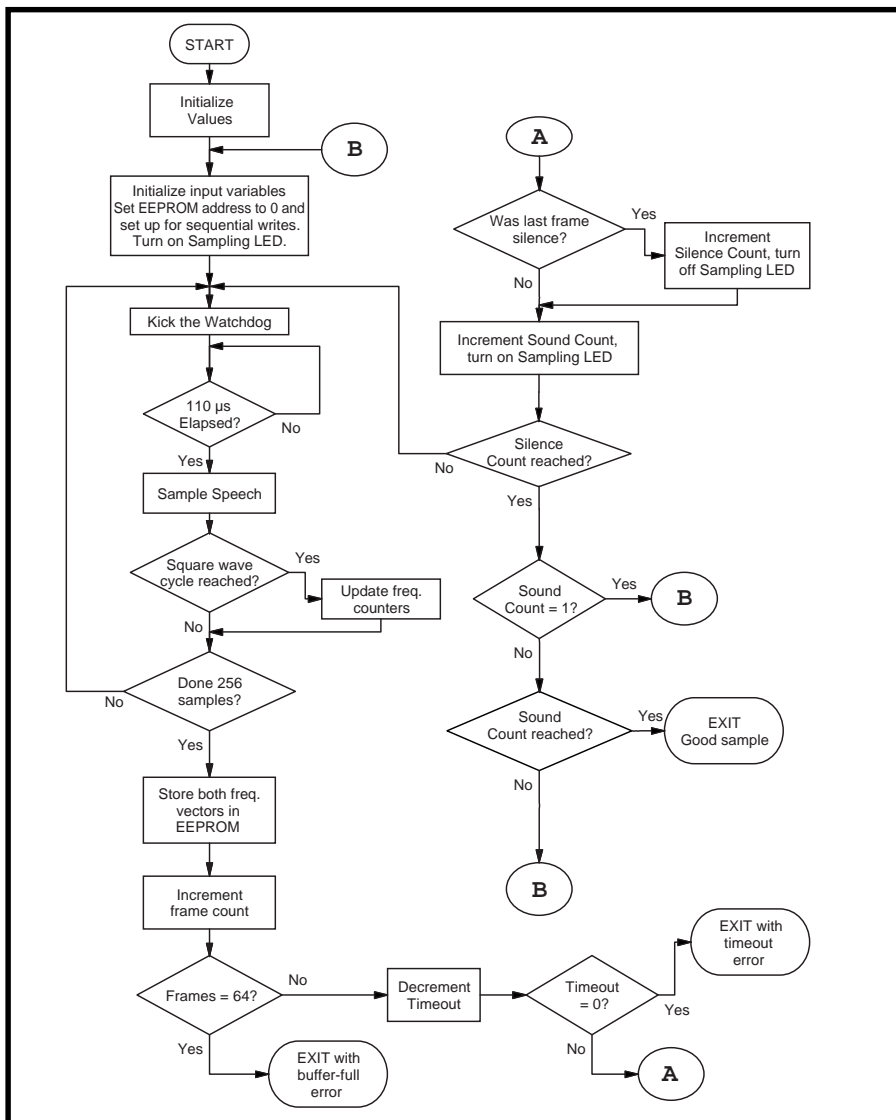 START
Initialize
Values
B
Initialize input variables
Set EEPROM address to 0 and
set up for sequential writes.
Turn on Sampling LED.
Kick the Watchdog
110 µs
Elapsed?
No
Yes
Sample Speech
Square wave
cycle reached?
Yes
Update freq.
counters
No
Done 256
samples?
No
Yes
Store both freq.
vectors in
EEPROM
Increment
frame count
Frames = 64?
No
Yes
EXIT with
buffer-full
error
Decrement
Timeout
Timeout
= 0?
Yes
EXIT with
timeout
error
No
A
A
Was last frame
silence?
Yes
Increment
Silence Count, turn
off Sampling LED
No
Increment Sound Count,
turn on Sampling LED
Silence
Count reached?
No
Yes
Sound
Count = 1?
Yes
B
No
Sound
Count reached?
Yes
EXIT
Good sample
No
B